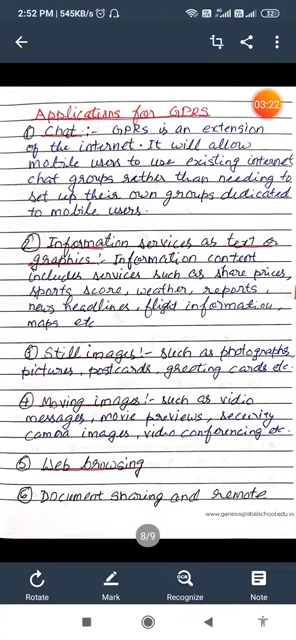 2:52 PM | 545KB/s
32
03:22
Applications for GPRS
① Chat :- GPRS is an extension
of the internet. It will allow
mobile users to use existing internet
chat groups rather than needing to
set up their own groups dedicated
to mobile users.
② Information services as text or
graphics :- Information content
includes services such as share prices,
sports score, weather, reports,
news headlines, flight information,
maps etc
③ Still images :- such as photographs,
pictures, postcards, greeting cards etc.
④ Moving images :- such as video
messages, movie previews, security
camera images, video conferencing etc.
⑤ Web browsing
⑥ Document sharing and remote
www.genesisglobalschool.edu.in
8/9
Rotate Mark Recognize Note